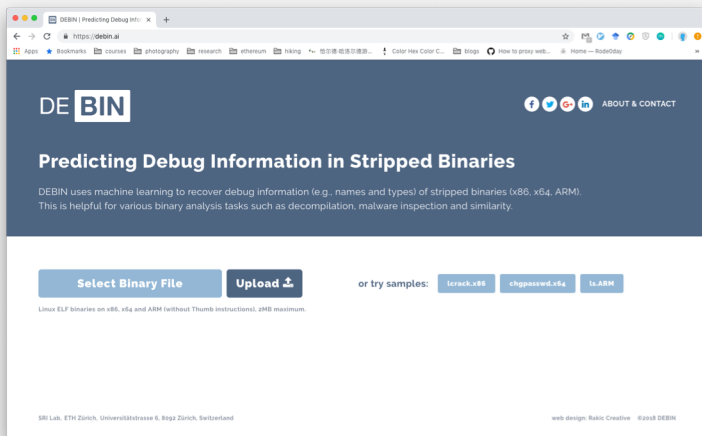 DEBIN | Predicting Debug Infor
https://debin.ai
Apps Bookmarks courses photography research ethereum hiking Color Hex Color C... blogs How to proxy web... Home — Rode0day »
DEBIN
ABOUT & CONTACT
Predicting Debug Information in Stripped Binaries
DEBIN uses machine learning to recover debug information (e.g., names and types) of stripped binaries (x86, x64, ARM).
This is helpful for various binary analysis tasks such as decompilation, malware inspection and similarity.
Select Binary File Upload or try samples: lcrack.x86 chgpasswd.x64 ls.ARM
Linux ELF binaries on x86, x64 and ARM (without Thumb instructions). 2MB maximum.
SRI Lab, ETH Zürich, Universitätstrasse 6, 8092 Zürich, Switzerland
web design: Rakic Creative ©2018 DEBIN